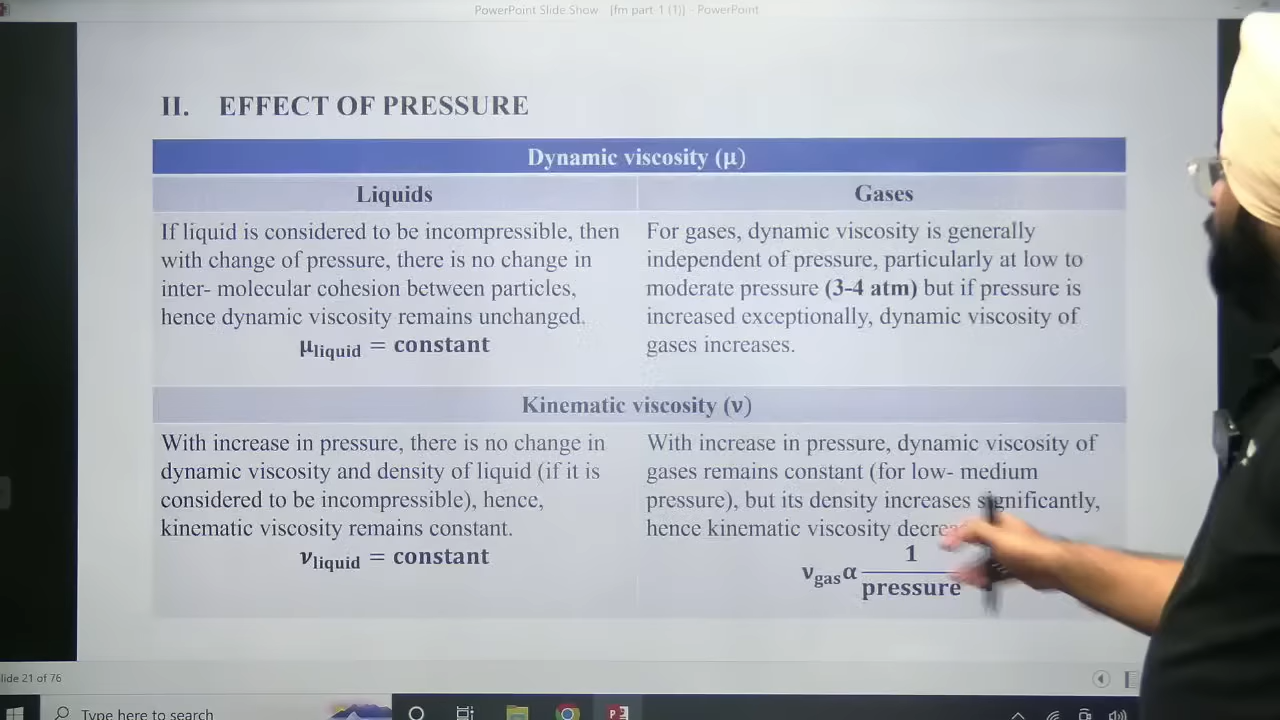 PowerPoint Slide Show - [fm part 1 (1)] - PowerPoint
II. EFFECT OF PRESSURE
Dynamic viscosity (μ)
Liquids
Gases
If liquid is considered to be incompressible, then
with change of pressure, there is no change in
inter- molecular cohesion between particles,
hence dynamic viscosity remains unchanged.
μliquid = constant
For gases, dynamic viscosity is generally
independent of pressure, particularly at low to
moderate pressure (3-4 atm) but if pressure is
increased exceptionally, dynamic viscosity of
gases increases.
Kinematic viscosity (ν)
With increase in pressure, there is no change in
dynamic viscosity and density of liquid (if it is
considered to be incompressible), hence,
kinematic viscosity remains constant.
νliquid = constant
With increase in pressure, dynamic viscosity of
gases remains constant (for low- medium
pressure), but its density increases significantly,
hence kinematic viscosity
νgas α 1/pressure
lide 21 of 76
Type here to search